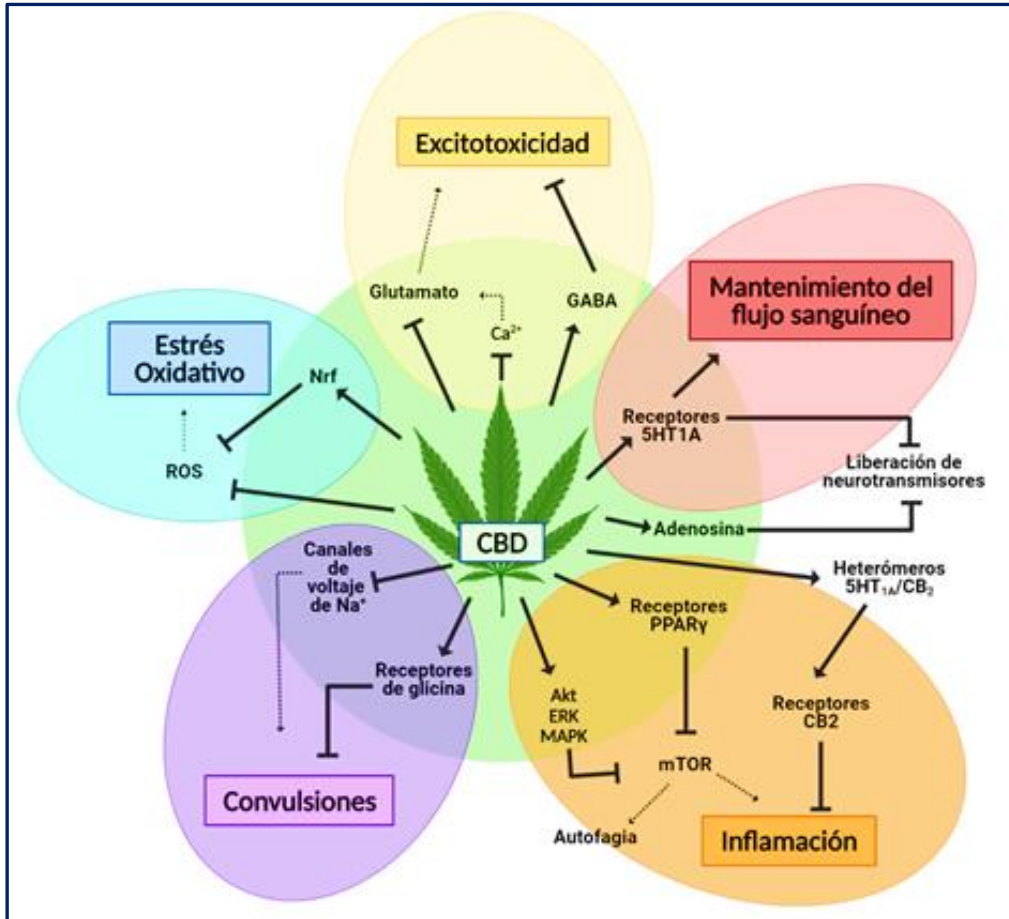 Excitotoxicidad
Glutamato
Ca²⁺
GABA
Mantenimiento del
flujo sanguíneo
Estrés
Oxidativo
Nrf
ROS
Receptores
5HT1A
Liberación de
neurotransmisores
Adenosina
CBD
Canales
de
voltaje
de Na⁺
Heterómeros
5HT₁ₐ/CB₂
Receptores
PPARγ
Receptores
de glicina
Akt
ERK
MAPK
Receptores
CB2
mTOR
Convulsiones
Autofagia
Inflamación